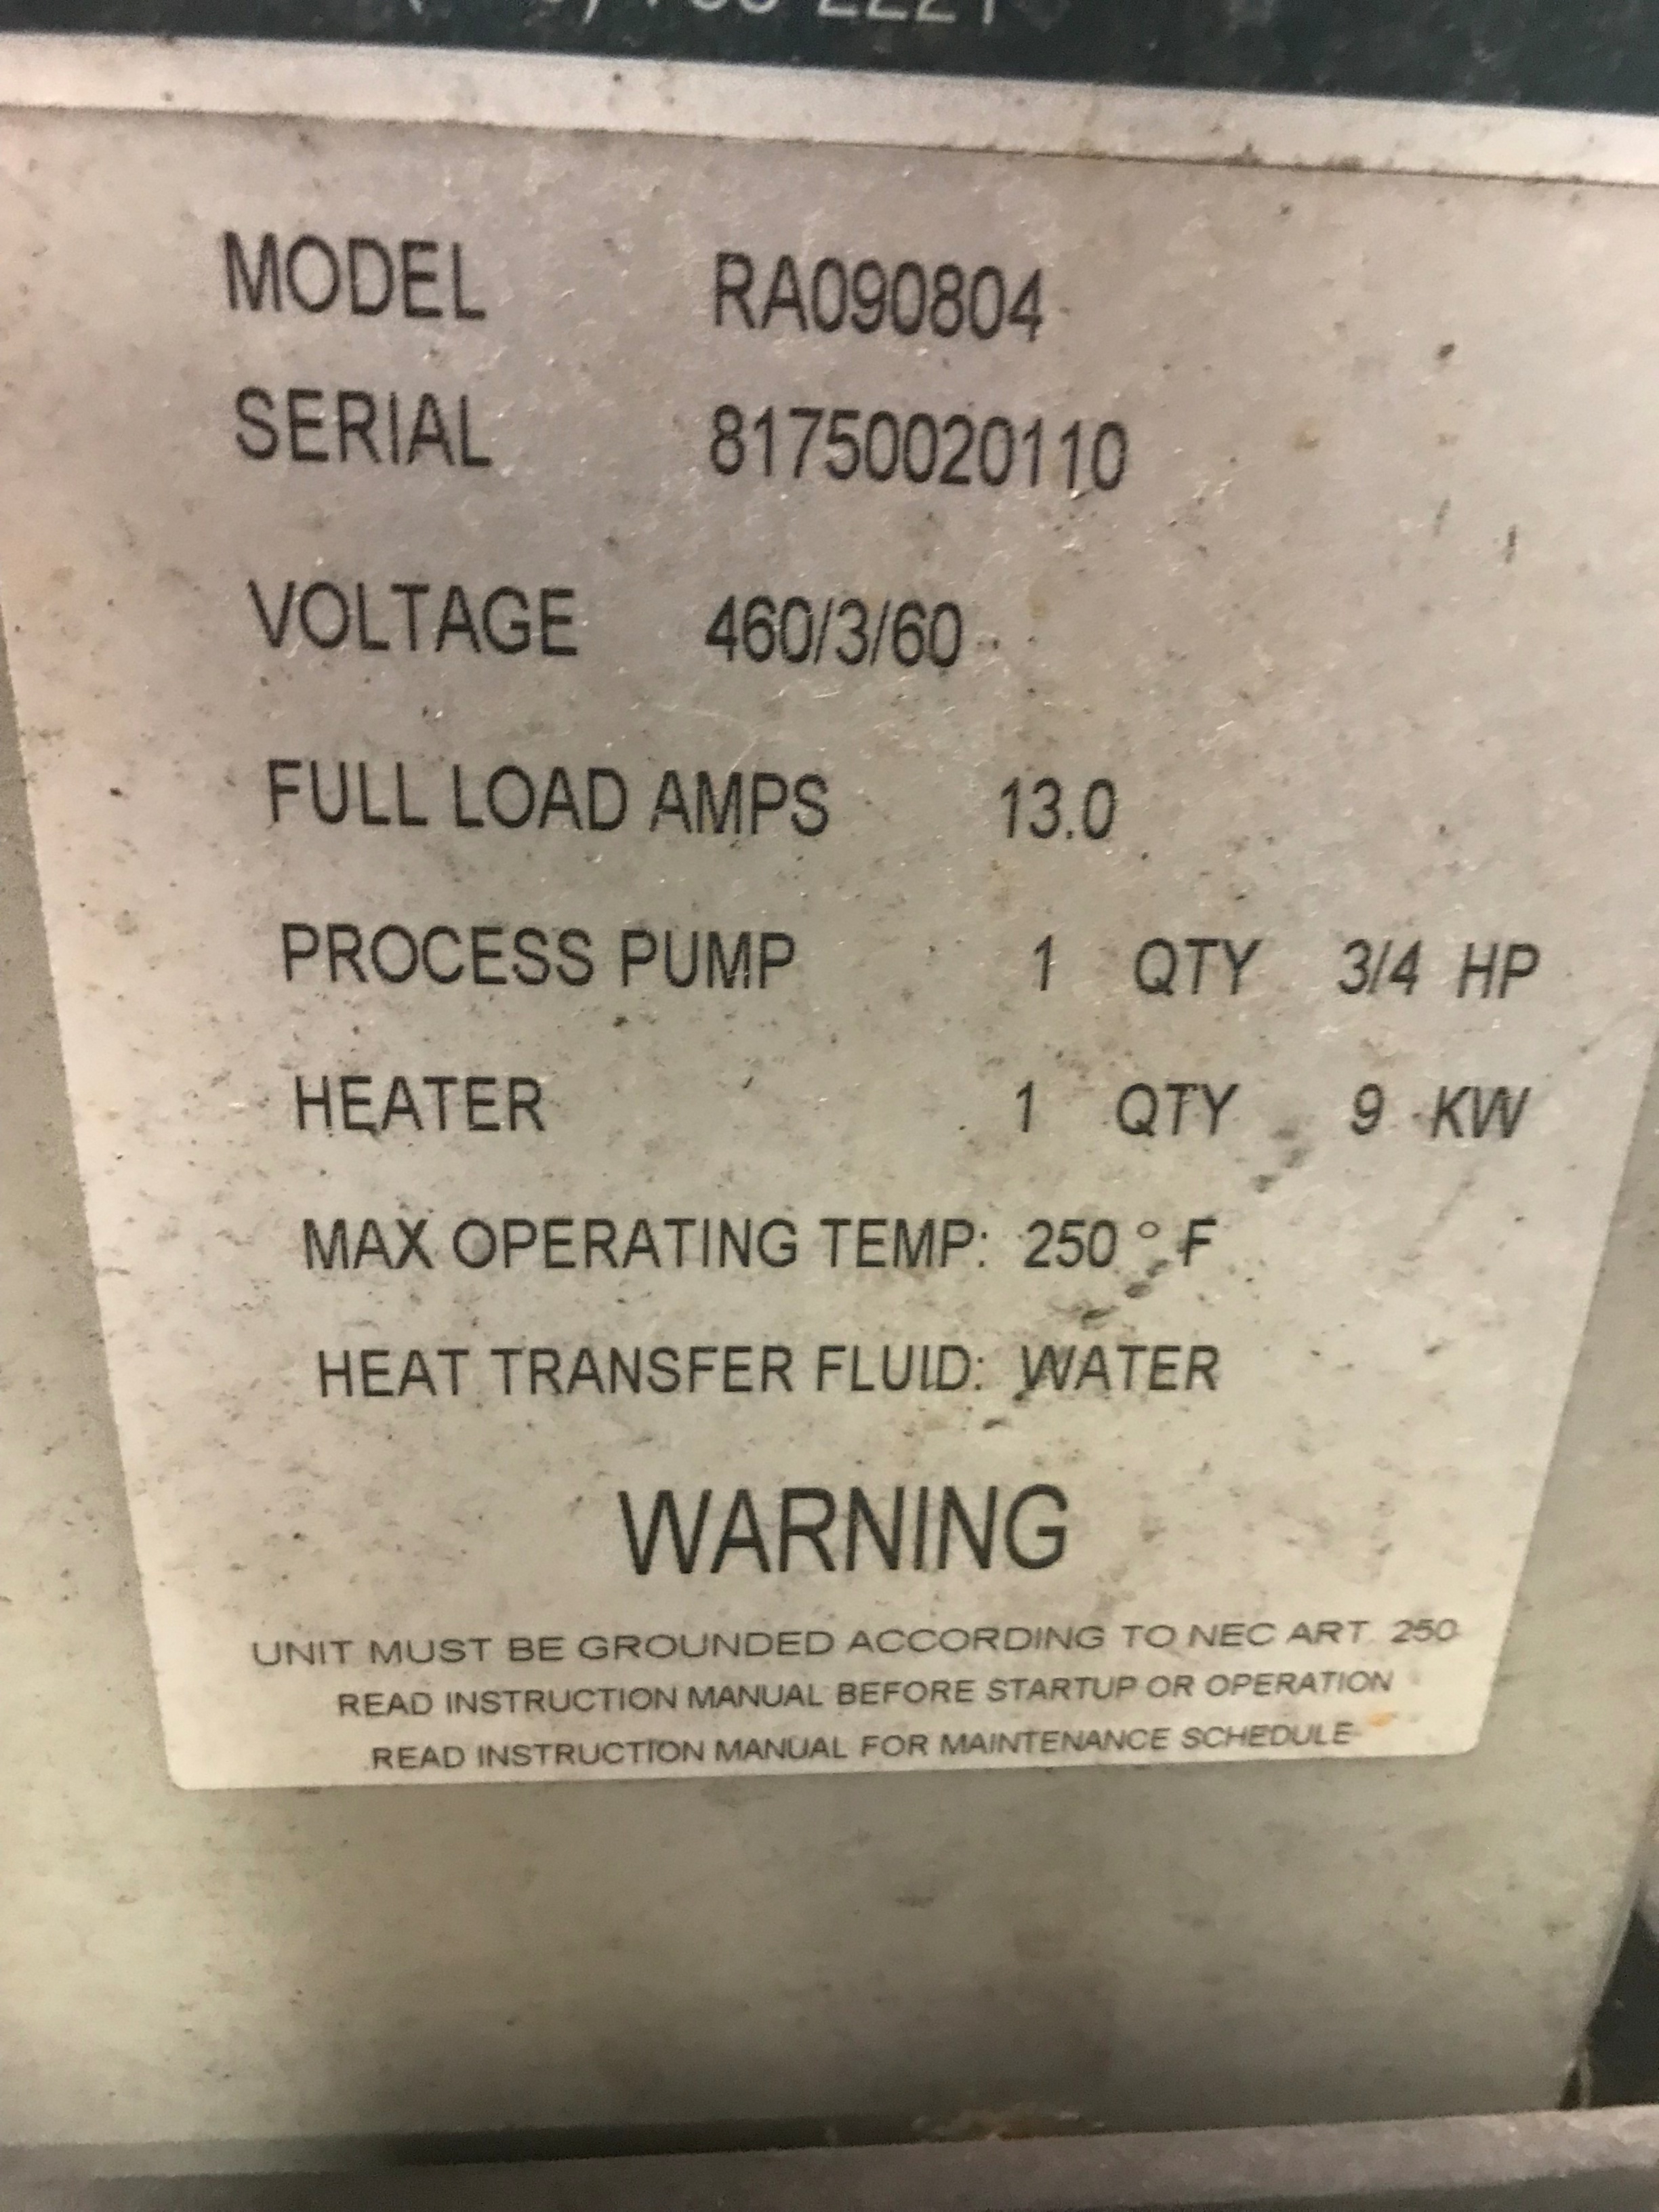 MODEL RA090804
SERIAL 81750020110
VOLTAGE 460/3/60
FULL LOAD AMPS 13.0
PROCESS PUMP 1 QTY 3/4 HP
HEATER 1 QTY 9 KW
MAX OPERATING TEMP: 250 ° F
HEAT TRANSFER FLUID: WATER
WARNING
UNIT MUST BE GROUNDED ACCORDING TO NEC ART. 250
READ INSTRUCTION MANUAL BEFORE STARTUP OR OPERATION
READ INSTRUCTION MANUAL FOR MAINTENANCE SCHEDULE